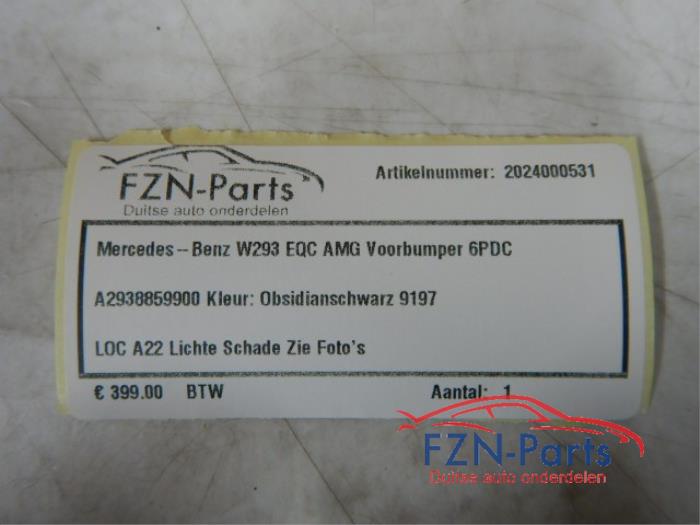 FZN-Parts
Duitse auto onderdelen
Artikelnummer: 2024000531
Mercedes-Benz W293 EQC AMG Voorbumper 6PDC
A2938859900 Kleur: Obsidianschwarz 9197
LOC A22 Lichte Schade Zie Foto's
€ 399.00 BTW Aantal: 1
FZN-Parts
Duitse auto onderdelen